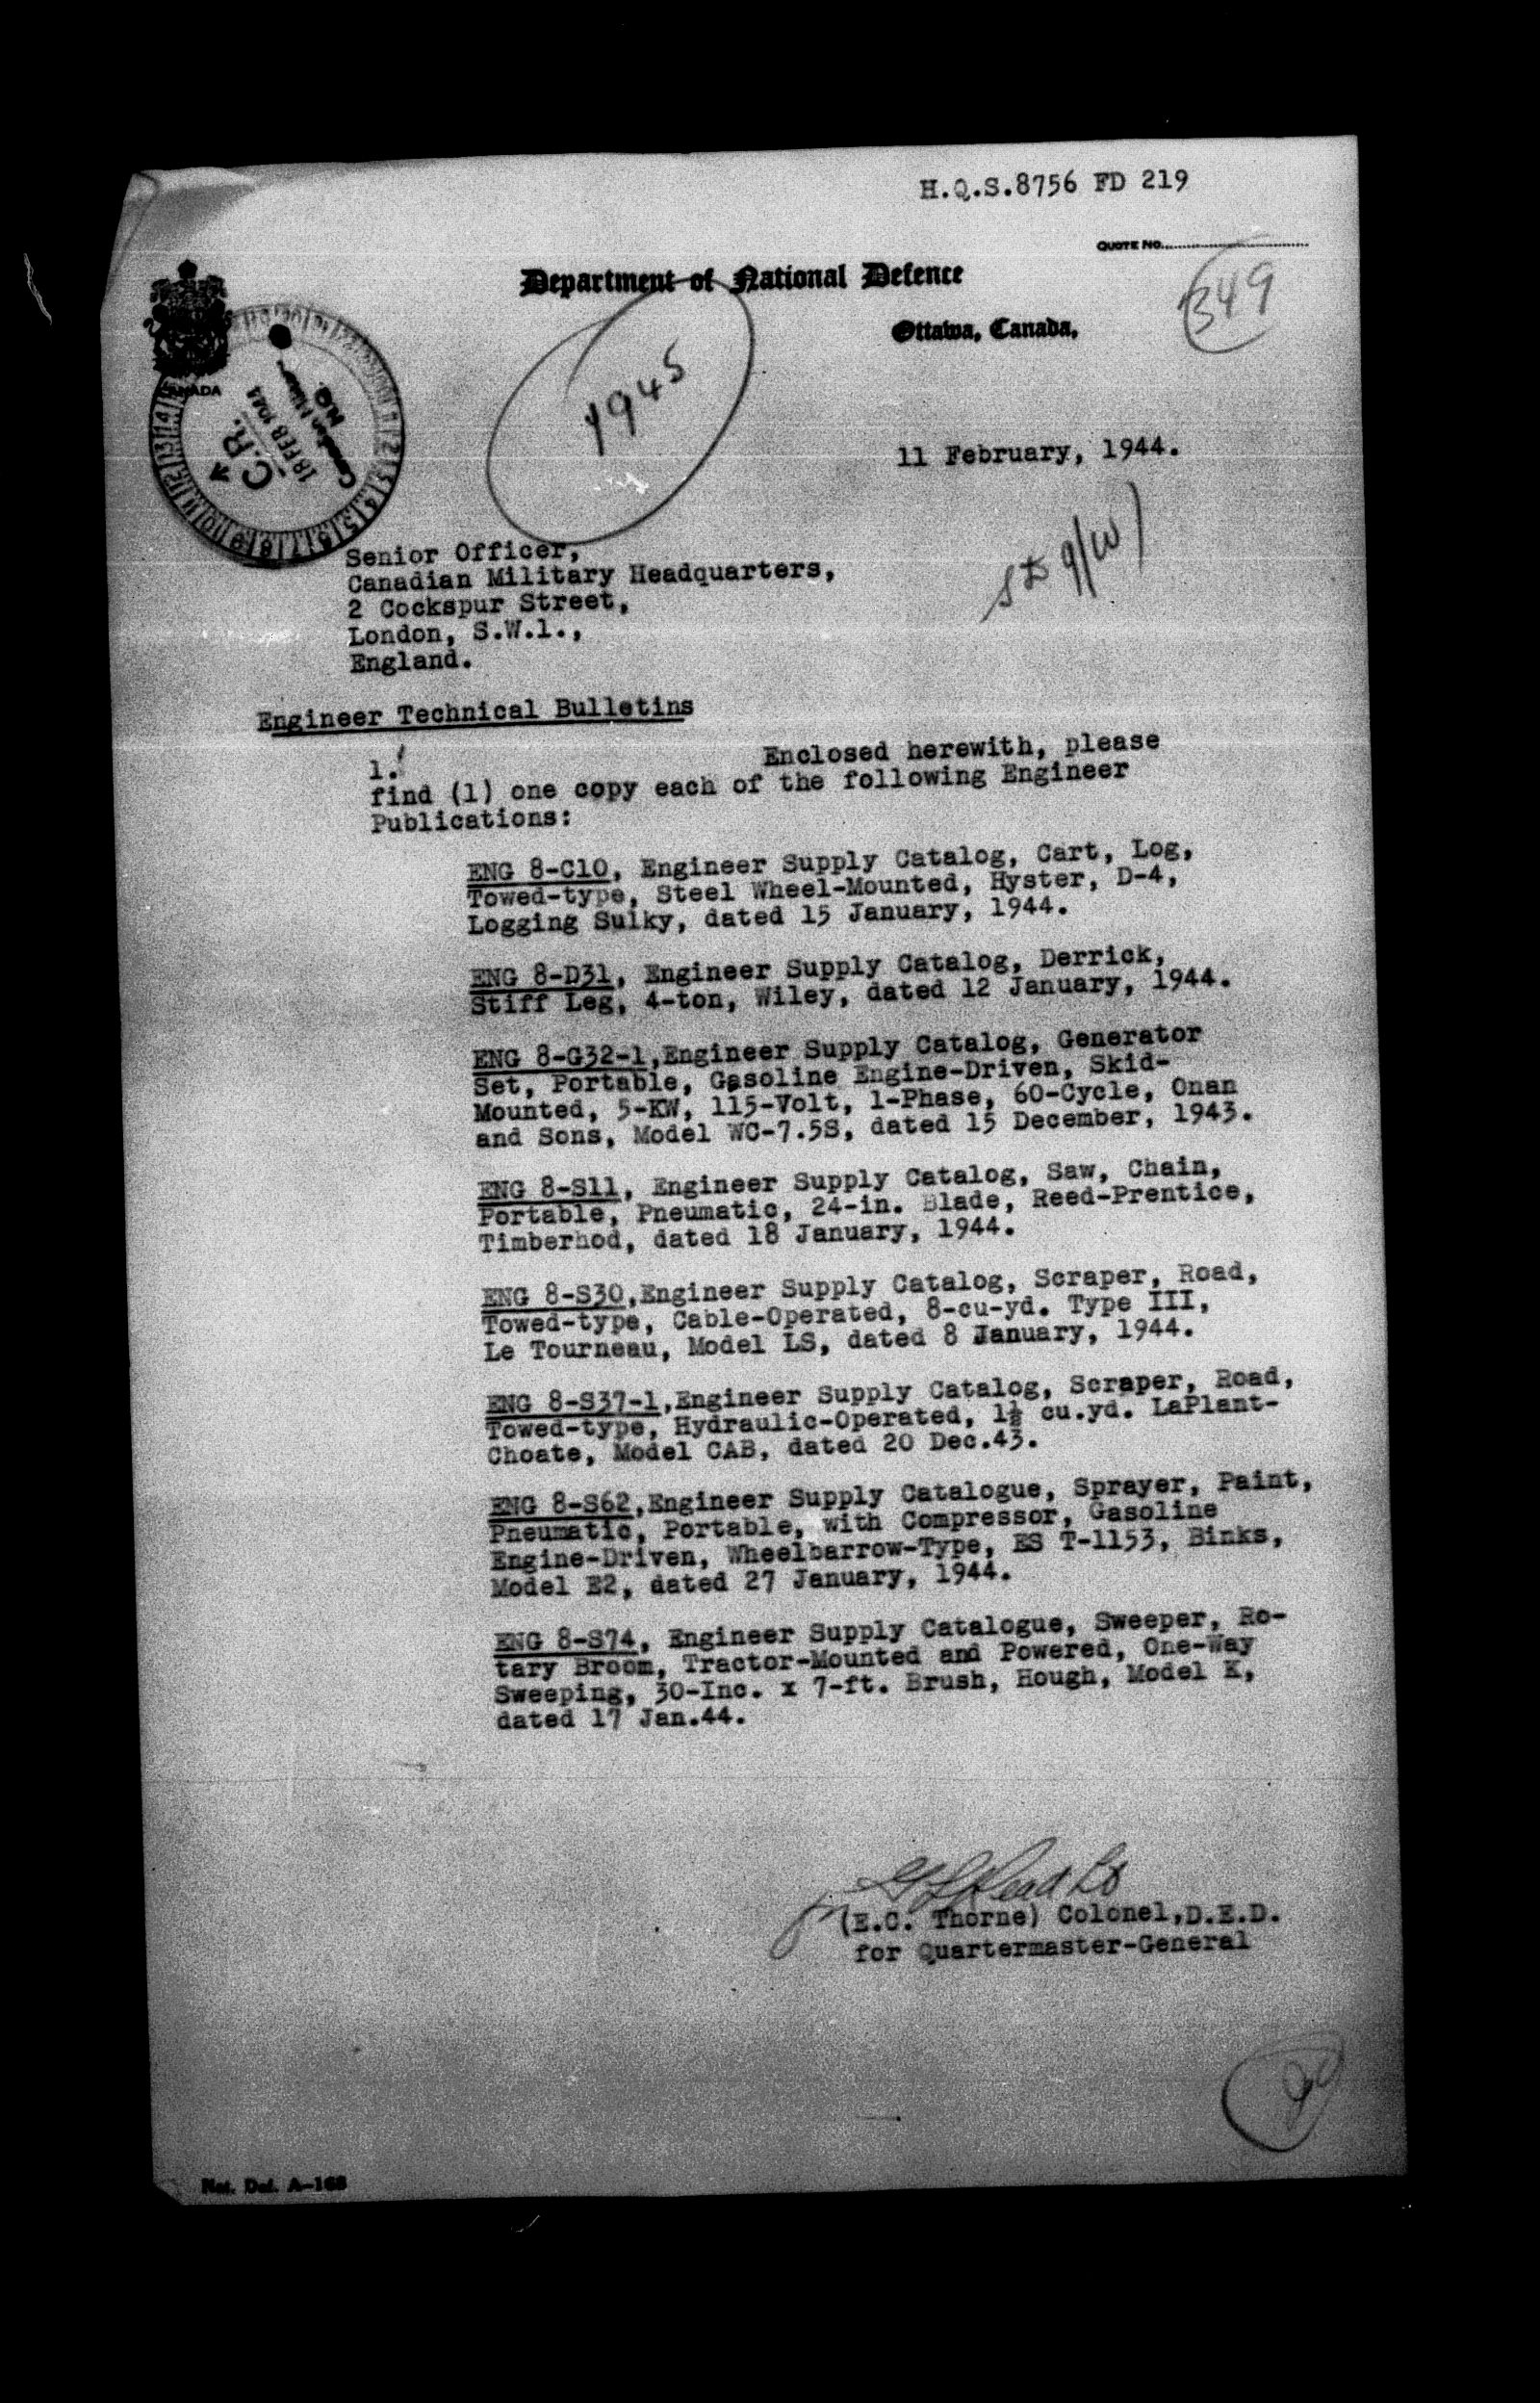 H.Q.S.8756 FD 219
QUOTE NO.
Department of National Defence
349
Ottawa, Canada,
CANADA
C.R.
18 FEB 1944
Canadian Military
H.Q.
1945
11 February, 1944.
Senior Officer,
Canadian Military Headquarters,
2 Cockspur Street,
London, S.W.1.,
England.
Engineer Technical Bulletins
1. Enclosed herewith, please
find (1) one copy each of the following Engineer
Publications:
ENG 8-C10, Engineer Supply Catalog, Cart, Log,
Towed-type, Steel Wheel-Mounted, Hyster, D-4,
Logging Sulky, dated 15 January, 1944.
ENG 8-D31, Engineer Supply Catalog, Derrick,
Stiff Leg, 4-ton, Wiley, dated 12 January, 1944.
ENG 8-G32-1,Engineer Supply Catalog, Generator
Set, Portable, Gasoline Engine-Driven, Skid-
Mounted, 5-KW, 115-Volt, 1-Phase, 60-Cycle, Onan
and Sons, Model WC-7.5S, dated 15 December, 1943.
ENG 8-S11, Engineer Supply Catalog, Saw, Chain,
Portable, Pneumatic, 24-in. Blade, Reed-Prentice,
Timberhod, dated 18 January, 1944.
ENG 8-S30,Engineer Supply Catalog, Scraper, Road,
Towed-type, Cable-Operated, 8-cu-yd. Type III,
Le Tourneau, Model LS, dated 8 January, 1944.
ENG 8-S37-1,Engineer Supply Catalog, Scraper, Road,
Towed-type, Hydraulic-Operated, 1½ cu.yd. LaPlant-
Choate, Model CAB, dated 20 Dec.43.
ENG 8-S62,Engineer Supply Catalogue, Sprayer, Paint,
Pneumatic, Portable, with Compressor, Gasoline
Engine-Driven, Wheelbarrow-Type, ES T-1153, Binks,
Model E2, dated 27 January, 1944.
ENG 8-S74, Engineer Supply Catalogue, Sweeper, Ro-
tary Broom, Tractor-Mounted and Powered, One-Way
Sweeping, 30-Inc. x 7-ft. Brush, Hough, Model K,
dated 17 Jan.44.
for
(E.C. Thorne) Colonel,D.E.D.
for Quartermaster-General
Nat. Def. A-168